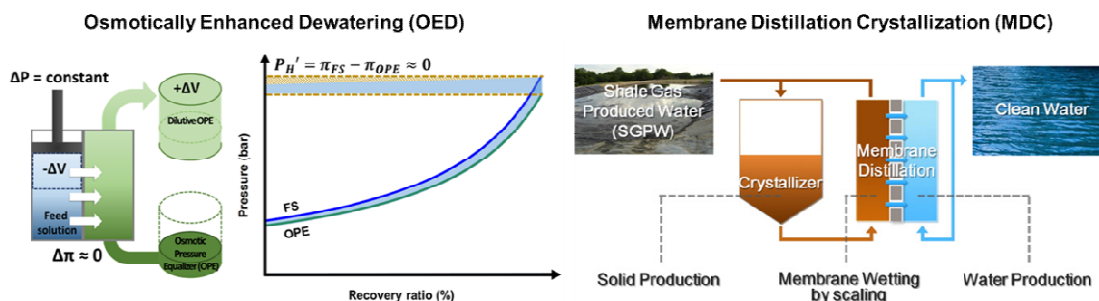 Osmotically Enhanced Dewatering (OED)
ΔP = constant
+ΔV
Dilutive OPE
-ΔV
Feed
solution
Osmotic
Pressure
Equalizer (OPE)
Δπ ≈ 0
P_H′ = π_FS − π_OPE ≈ 0
Pressure (bar)
FS
OPE
Recovery ratio (%)
Membrane Distillation Crystallization (MDC)
Shale Gas
Produced Water
(SGPW)
Clean Water
Membrane
Distillation
Crystallizer
Solid Production
Membrane Wetting
by scaling
Water Production